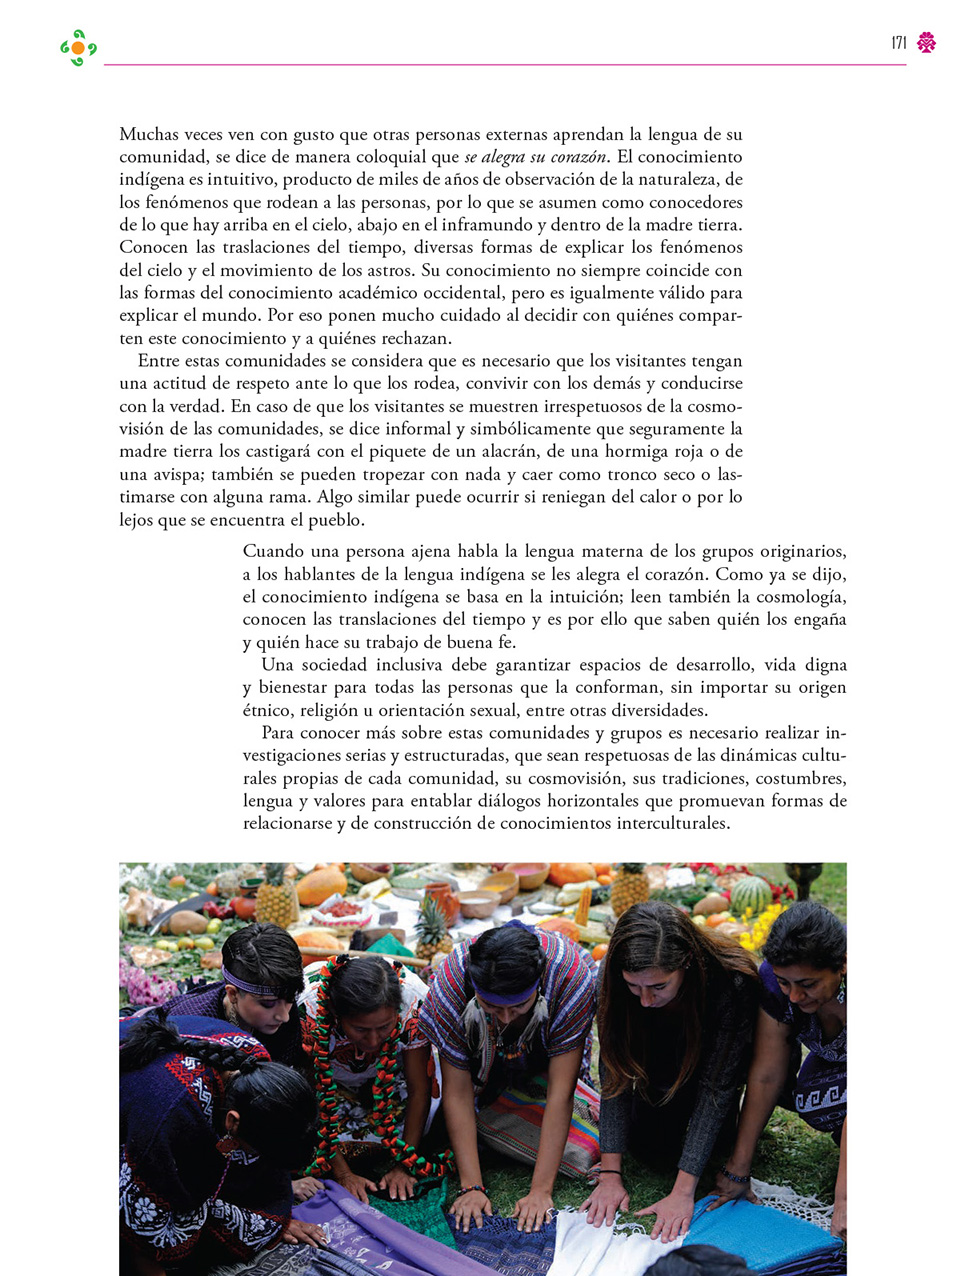 171
Muchas veces ven con gusto que otras personas externas aprendan la lengua de su
comunidad, se dice de manera coloquial que se alegra su corazón. El conocimiento
indígena es intuitivo, producto de miles de años de observación de la naturaleza, de
los fenómenos que rodean a las personas, por lo que se asumen como conocedores
de lo que hay arriba en el cielo, abajo en el inframundo y dentro de la madre tierra.
Conocen las traslaciones del tiempo, diversas formas de explicar los fenómenos
del cielo y el movimiento de los astros. Su conocimiento no siempre coincide con
las formas del conocimiento académico occidental, pero es igualmente válido para
explicar el mundo. Por eso ponen mucho cuidado al decidir con quiénes compar-
ten este conocimiento y a quiénes rechazan.
Entre estas comunidades se considera que es necesario que los visitantes tengan
una actitud de respeto ante lo que los rodea, convivir con los demás y conducirse
con la verdad. En caso de que los visitantes se muestren irrespetuosos de la cosmo-
visión de las comunidades, se dice informal y simbólicamente que seguramente la
madre tierra los castigará con el piquete de un alacrán, de una hormiga roja o de
una avispa; también se pueden tropezar con nada y caer como tronco seco o las-
timarse con alguna rama. Algo similar puede ocurrir si reniegan del calor o por lo
lejos que se encuentra el pueblo.
Cuando una persona ajena habla la lengua materna de los grupos originarios,
a los hablantes de la lengua indígena se les alegra el corazón. Como ya se dijo,
el conocimiento indígena se basa en la intuición; leen también la cosmología,
conocen las translaciones del tiempo y es por ello que saben quién los engaña
y quién hace su trabajo de buena fe.
Una sociedad inclusiva debe garantizar espacios de desarrollo, vida digna
y bienestar para todas las personas que la conforman, sin importar su origen
étnico, religión u orientación sexual, entre otras diversidades.
Para conocer más sobre estas comunidades y grupos es necesario realizar in-
vestigaciones serias y estructuradas, que sean respetuosas de las dinámicas cultu-
rales propias de cada comunidad, su cosmovisión, sus tradiciones, costumbres,
lengua y valores para entablar diálogos horizontales que promuevan formas de
relacionarse y de construcción de conocimientos interculturales.